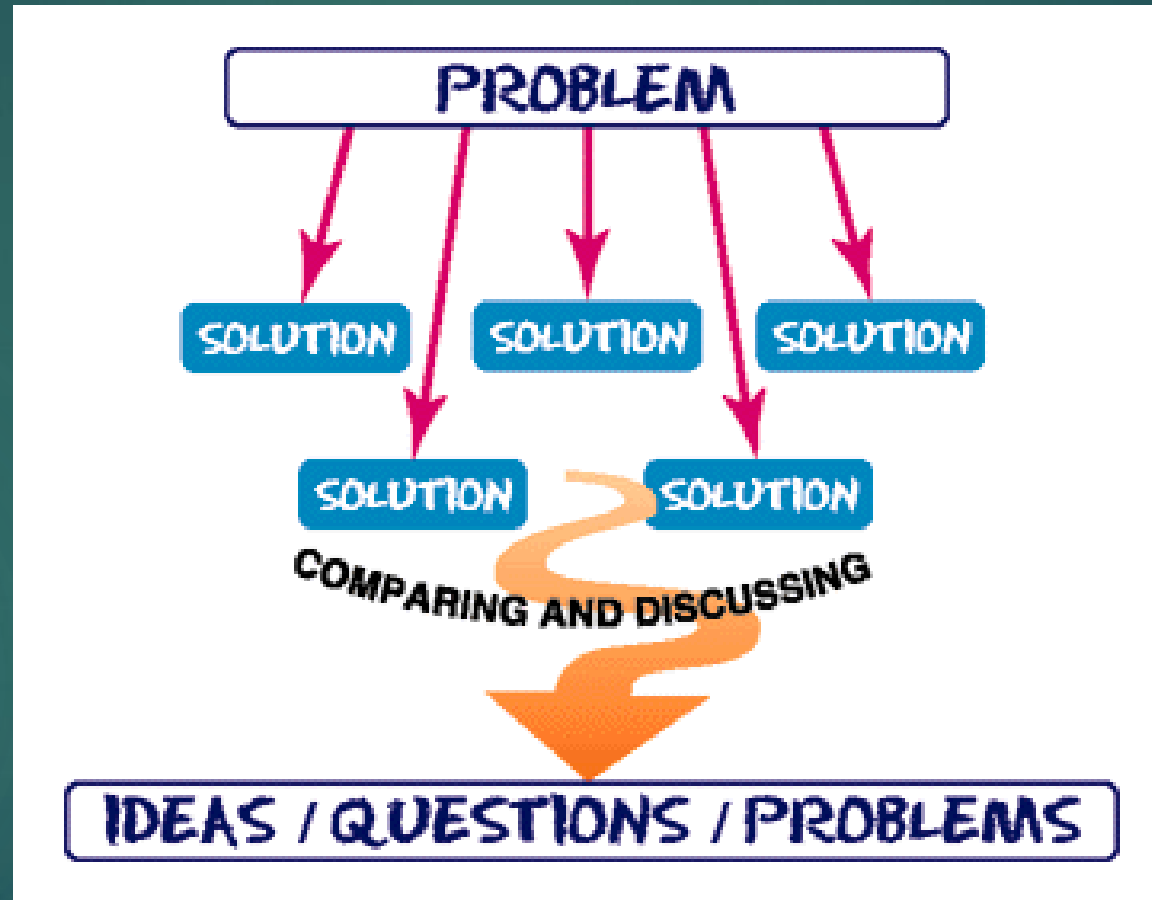 PROBLEM
SOLUTION SOLUTION SOLUTION
SOLUTION SOLUTION
COMPARING AND DISCUSSING
IDEAS / QUESTIONS / PROBLEMS